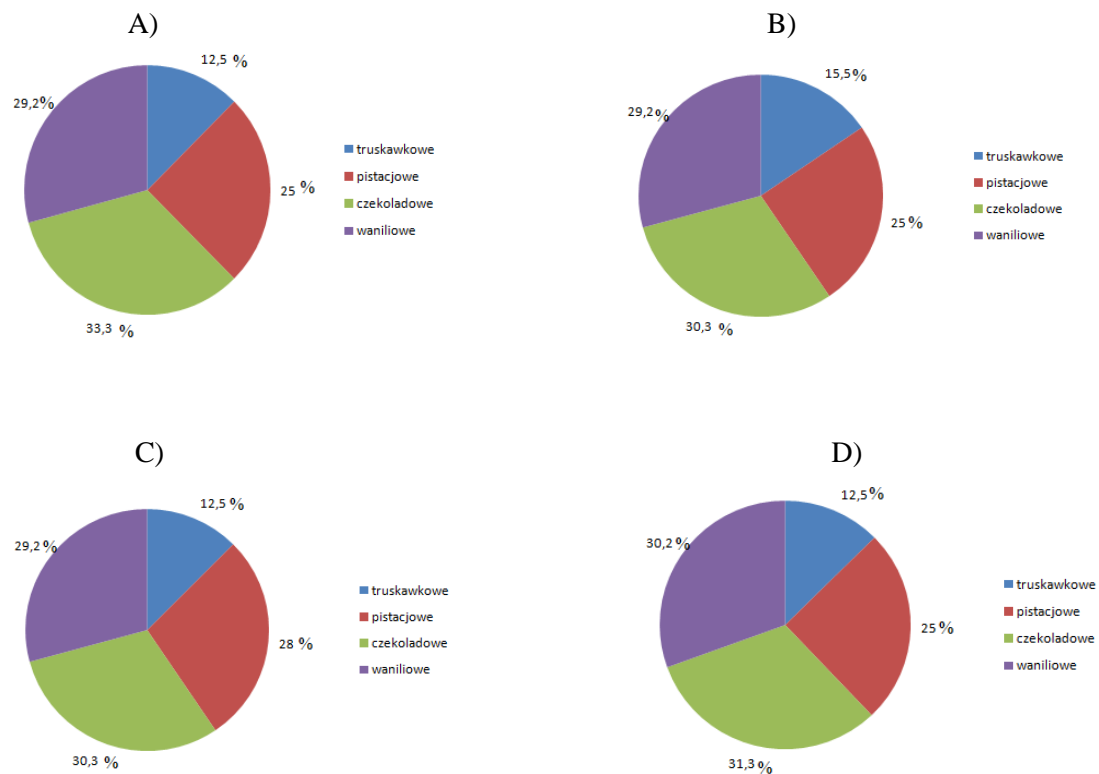 A)
12,5 %
29,2%
25 %
33,3 %
truskawkowe
pistacjowe
czekoladowe
waniliowe
B)
15,5%
29,2%
25 %
30,3 %
truskawkowe
pistacjowe
czekoladowe
waniliowe
C)
12,5 %
29,2 %
28 %
30,3 %
truskawkowe
pistacjowe
czekoladowe
waniliowe
D)
12,5%
30,2%
25 %
31,3 %
truskawkowe
pistacjowe
czekoladowe
waniliowe